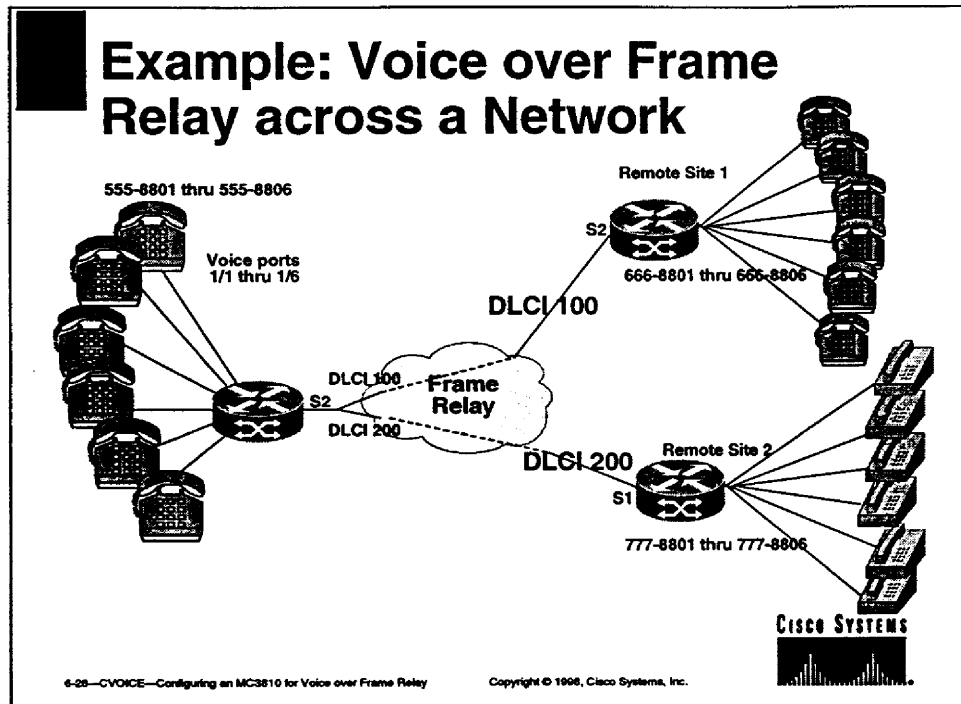 Example: Voice over Frame
Relay across a Network
555-8801 thru 555-8806
Voice ports
1/1 thru 1/6
Remote Site 1
S2
666-8801 thru 666-8806
DLCI 100
DLCI 100
Frame
Relay
S2
DLCI 200
DLCI 200
Remote Site 2
S1
777-8801 thru 777-8806
CISCO SYSTEMS
6-26—CVOICE—Configuring an MC3810 for Voice over Frame Relay
Copyright © 1998, Cisco Systems, Inc.